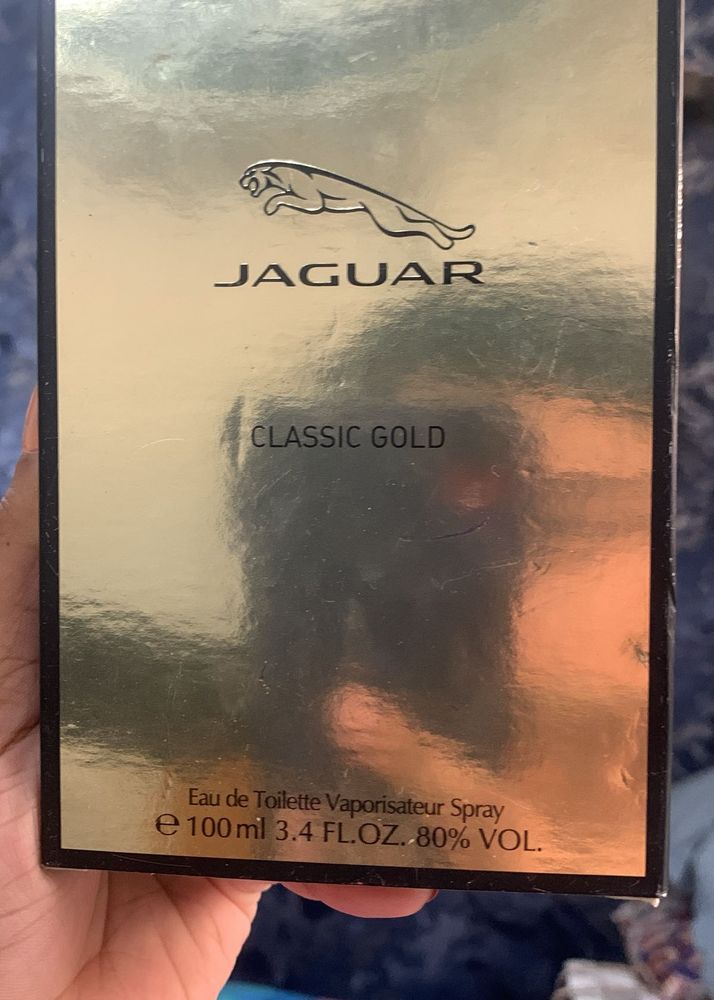 JAGUAR
CLASSIC GOLD
Eau de Toilette Vaporisateur Spray
℮ 100ml 3.4 FL.OZ. 80% VOL.